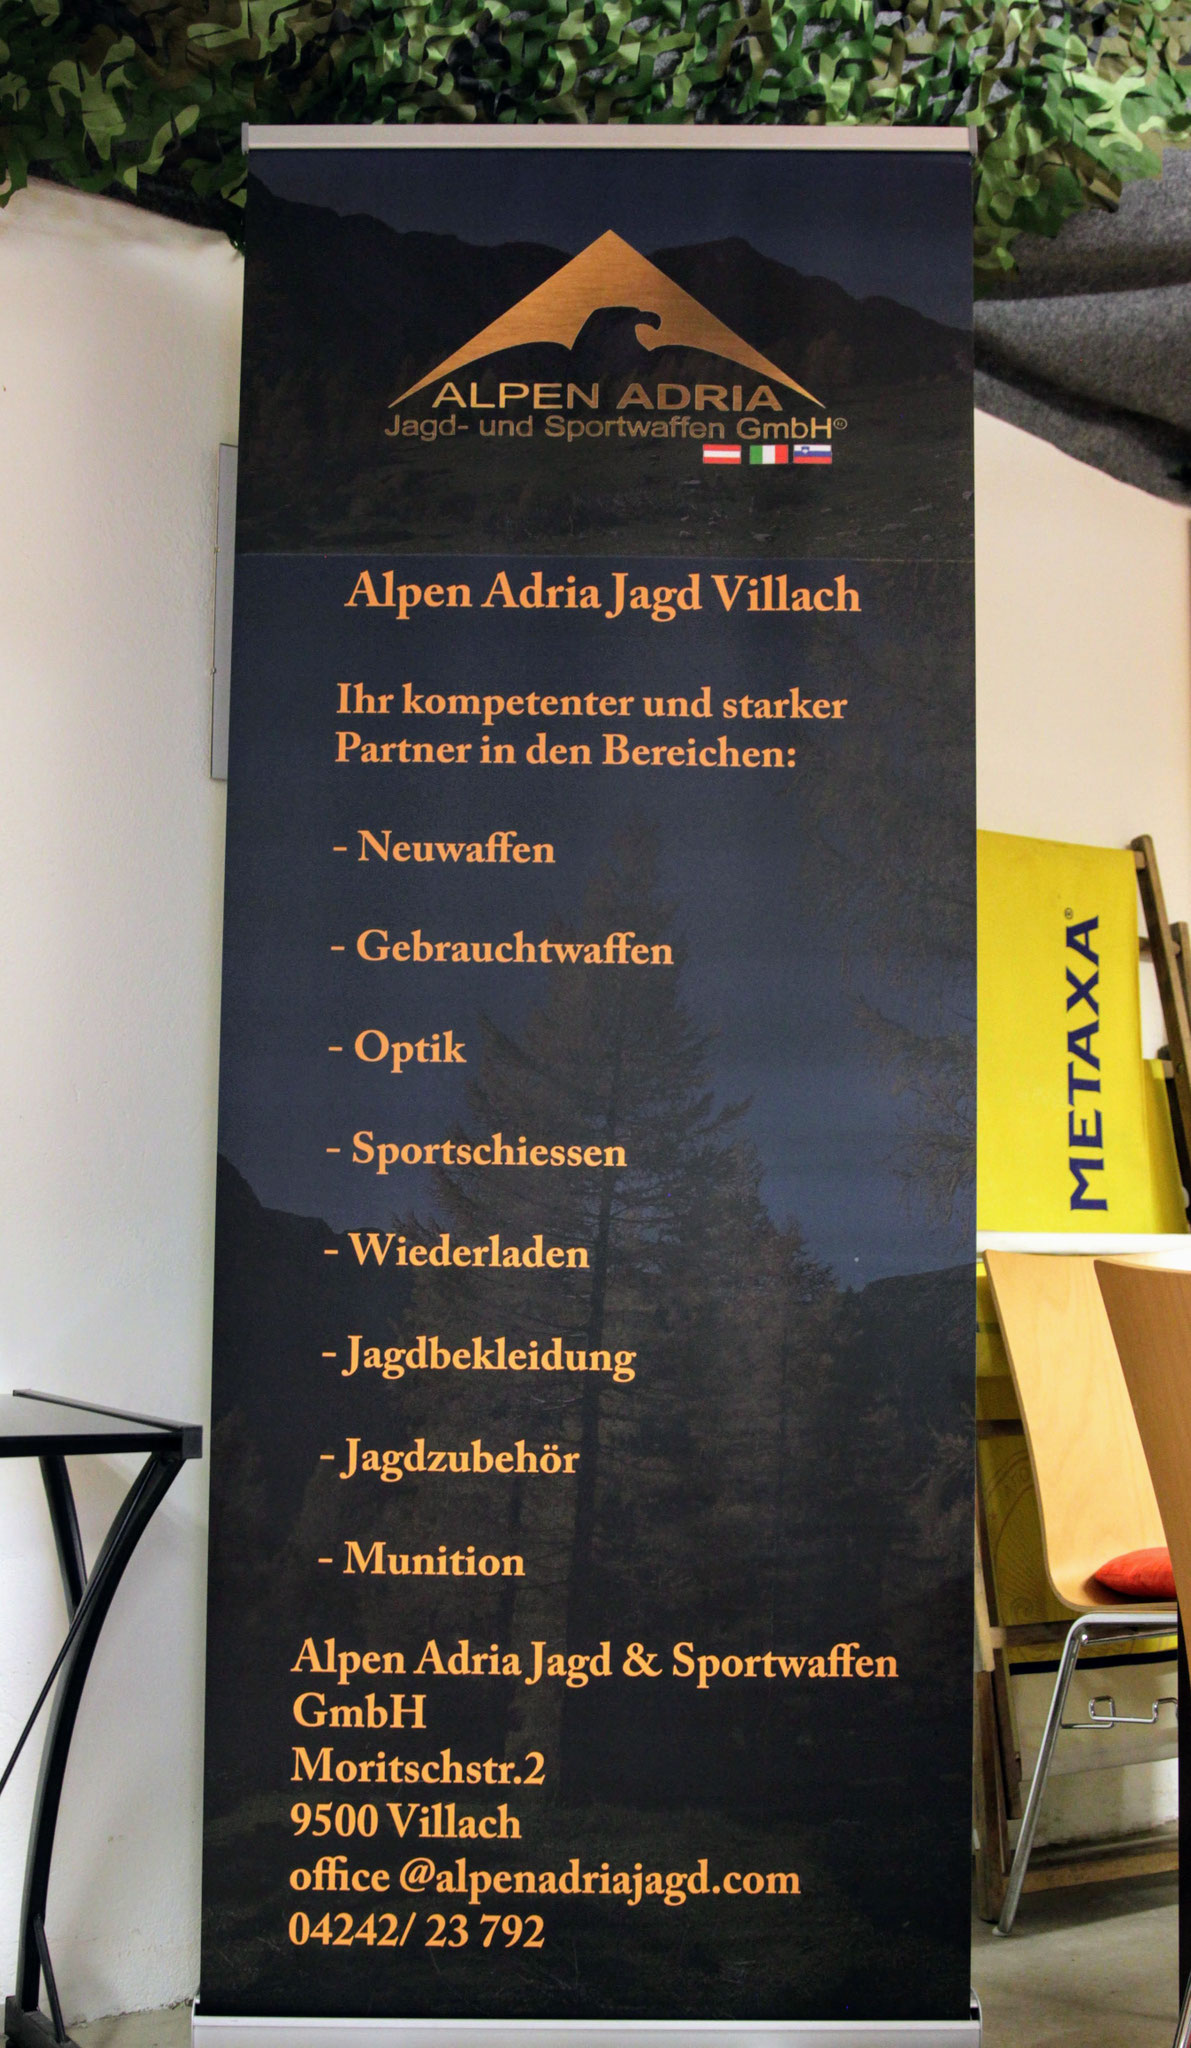 ALPEN ADRIA
Jagd- und Sportwaffen GmbH®
Alpen Adria Jagd Villach
Ihr kompetenter und starker
Partner in den Bereichen:
- Neuwaffen
- Gebrauchtwaffen
- Optik
- Sportschiessen
- Wiederladen
- Jagdbekleidung
- Jagdzubehör
- Munition
Alpen Adria Jagd & Sportwaffen
GmbH
Moritschstr.2
9500 Villach
office @alpenadriajagd.com
04242/ 23 792
METAXA®